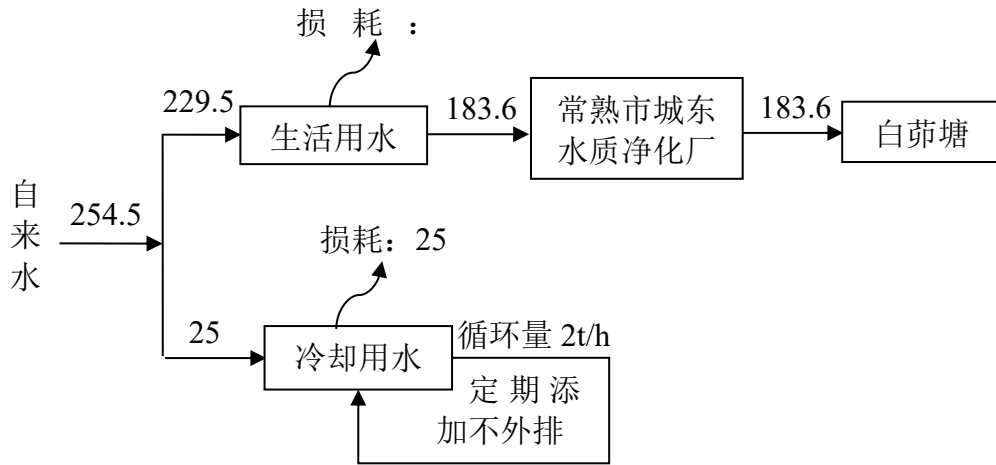 损 耗 :
229.5
生活用水
183.6
常熟市城东
水质净化厂
183.6
白茆塘
自
来
水
254.5
损耗：25
25
冷却用水
循环量 2t/h
定 期 添
加不外排